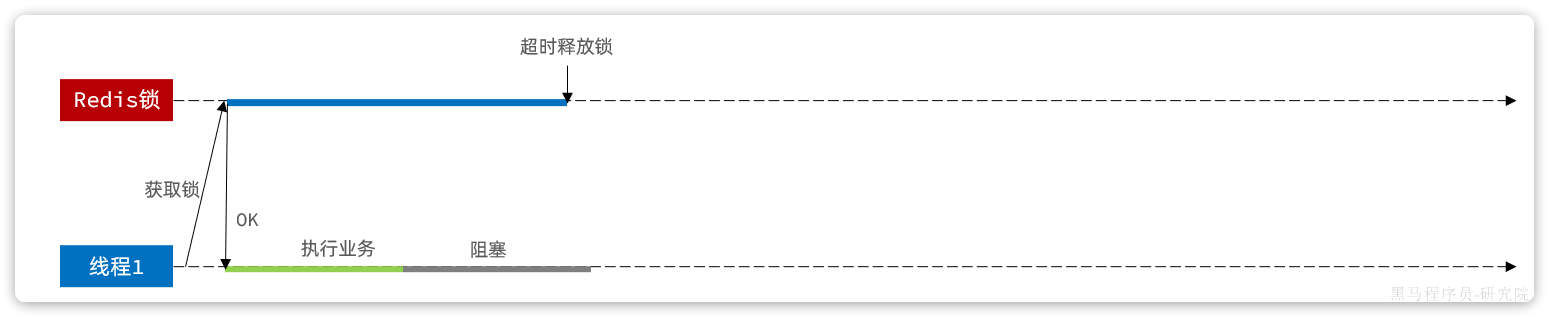 超时释放锁
Redis锁
获取锁
OK
执行业务
阻塞
线程1
黑马程序员-研究院